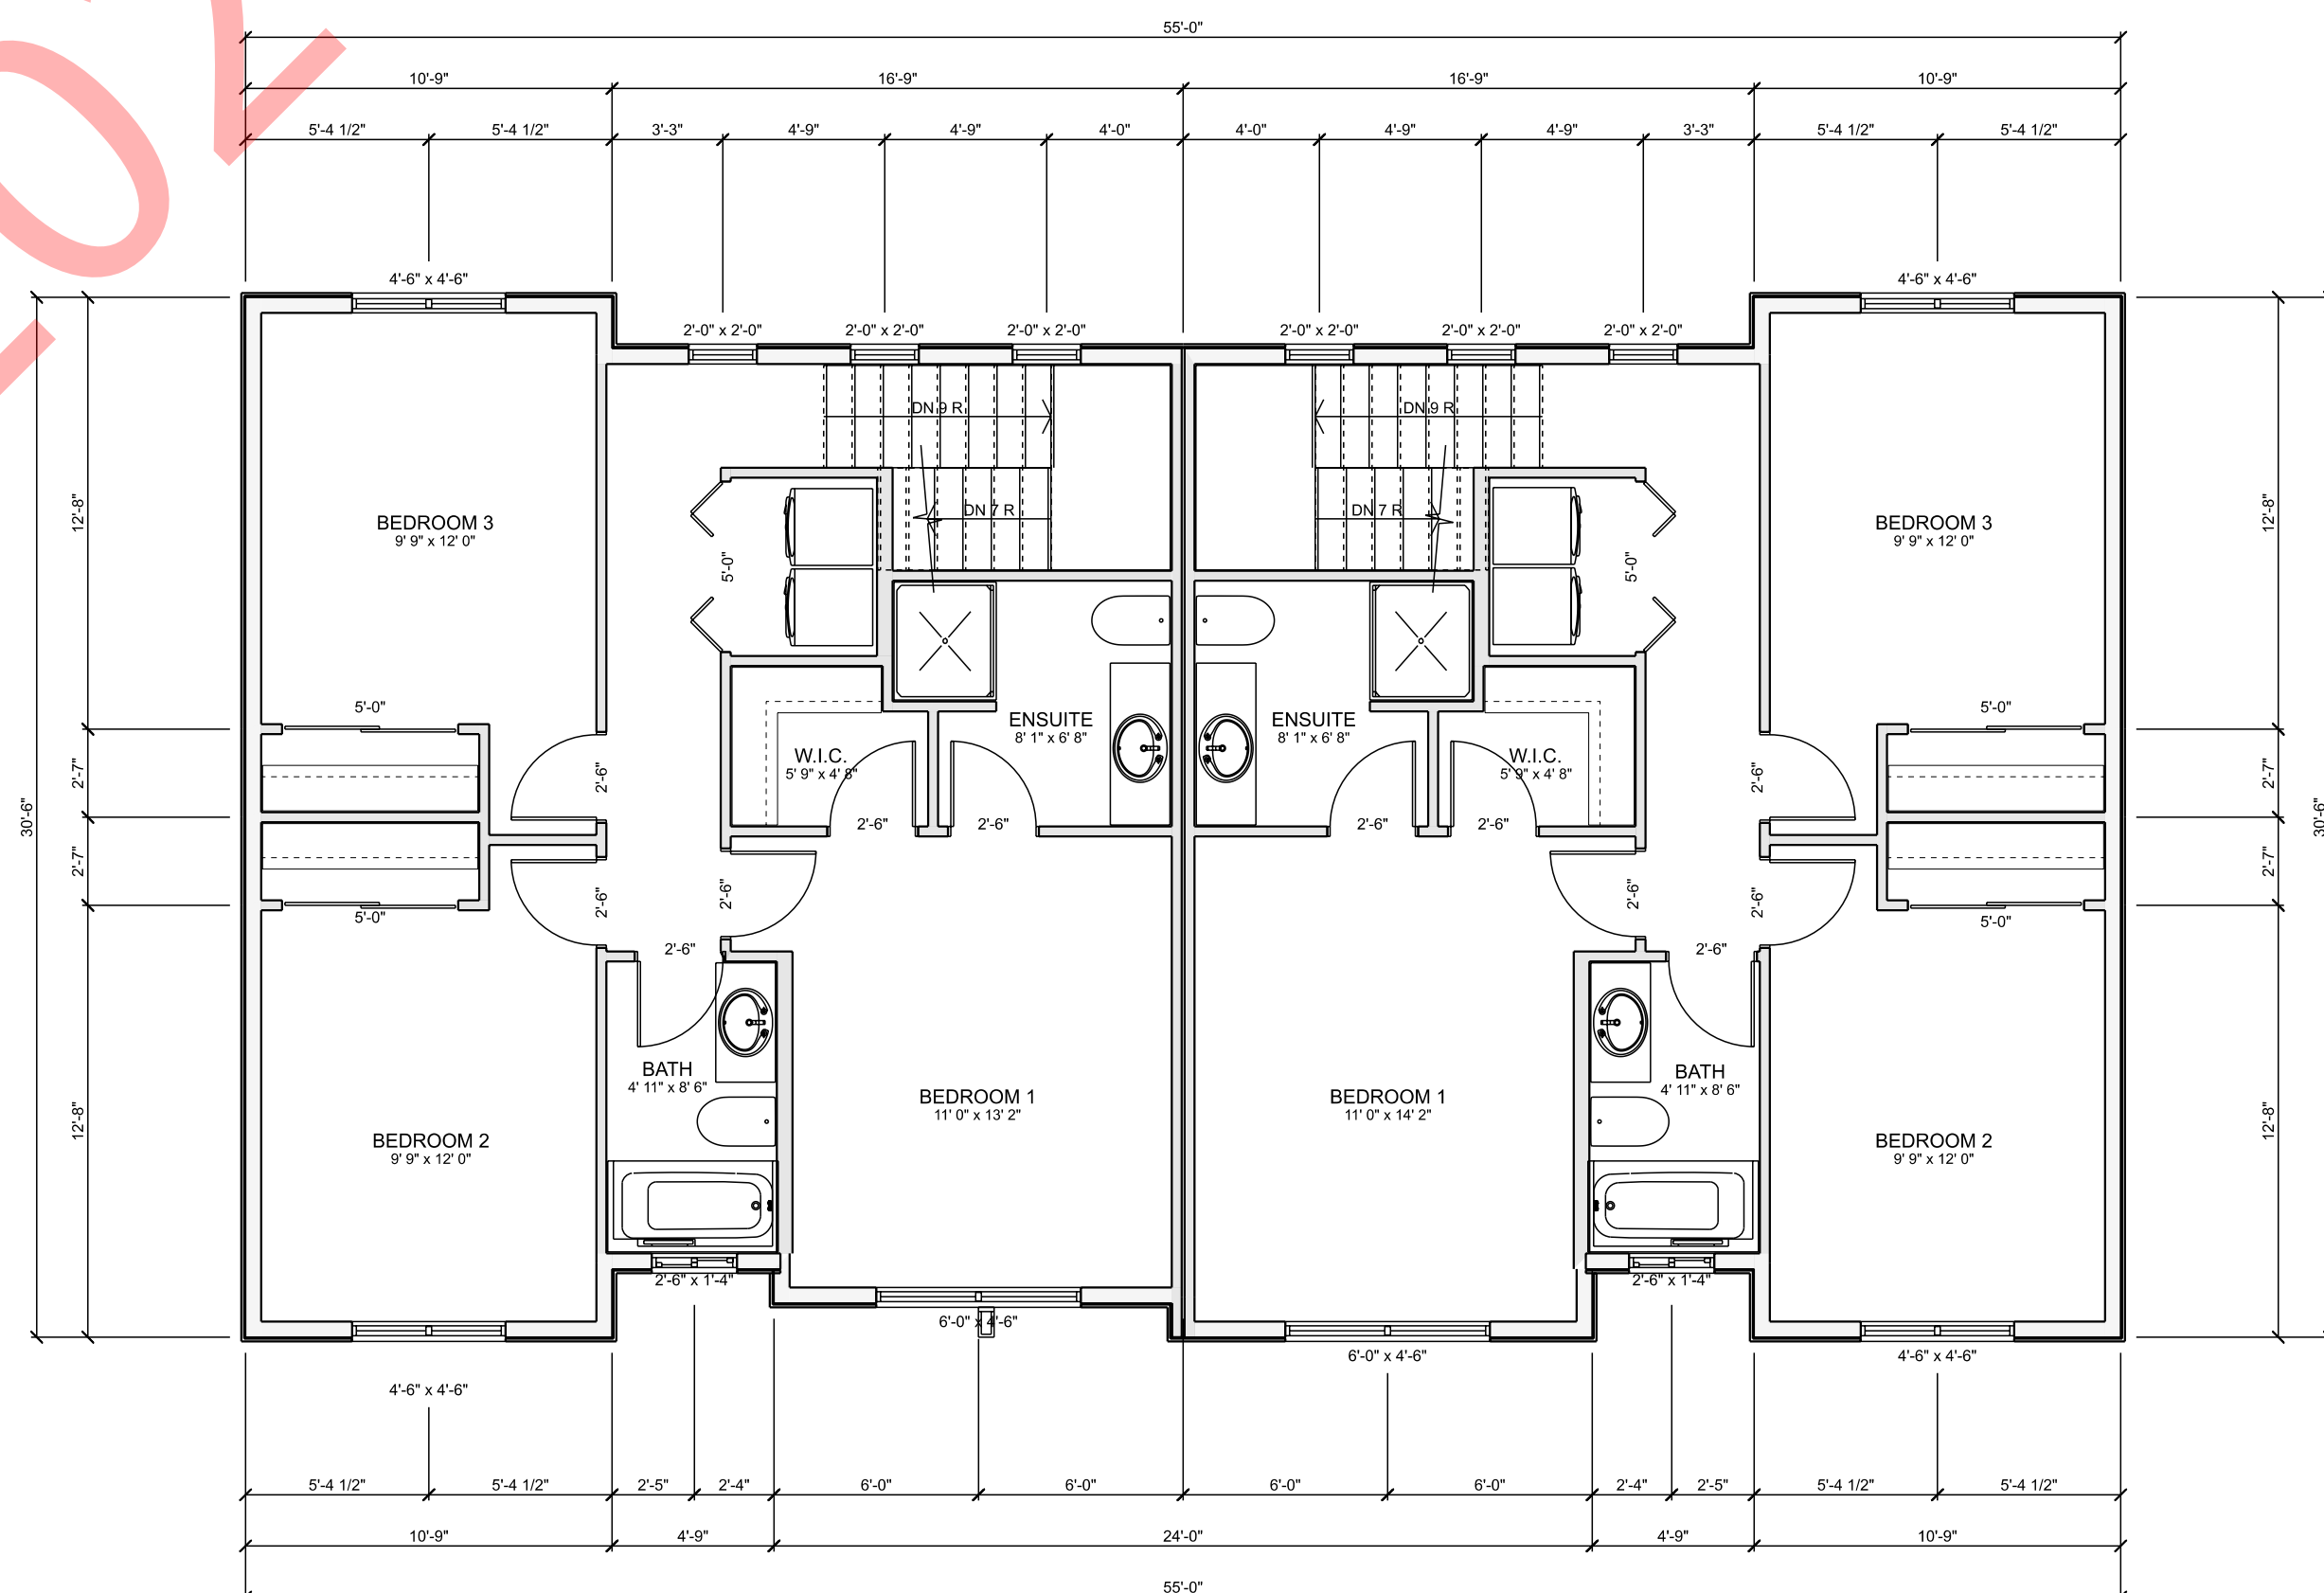 55'-0"
10'-9" 16'-9" 16'-9" 10'-9"
5'-4 1/2" 5'-4 1/2" 3'-3" 4'-9" 4'-9" 4'-0" 4'-0" 4'-9" 4'-9" 3'-3" 5'-4 1/2" 5'-4 1/2"
4'-6" x 4'-6" 4'-6" x 4'-6"
2'-0" x 2'-0" 2'-0" x 2'-0" 2'-0" x 2'-0" 2'-0" x 2'-0" 2'-0" x 2'-0" 2'-0" x 2'-0"
DN 9 R DN 9 R
12'-8" DN 7 R DN 7 R 12'-8"
BEDROOM 3 BEDROOM 3
9' 9" x 12' 0" 9' 9" x 12' 0"
5'-0" 5'-0"
5'-0" 5'-0"
ENSUITE ENSUITE
8' 1" x 6' 8" 8' 1" x 6' 8"
W.I.C. W.I.C.
5' 9" x 4' 8" 5' 9" x 4' 8"
2'-7" 2'-6" 2'-6" 2'-7"
30'-6" 2'-6" 2'-6" 2'-6" 2'-6" 30'-6"
2'-7" 2'-7"
2'-6" 2'-6" 2'-6" 2'-6"
5'-0" 5'-0"
2'-6" 2'-6"
BATH BATH
4' 11" x 8' 6" 4' 11" x 8' 6"
BEDROOM 1 BEDROOM 1
11' 0" x 13' 2" 11' 0" x 14' 2"
12'-8" 12'-8"
BEDROOM 2 BEDROOM 2
9' 9" x 12' 0" 9' 9" x 12' 0"
2'-6" x 1'-4" 2'-6" x 1'-4"
6'-0" x 4'-6"
6'-0" x 4'-6" 4'-6" x 4'-6"
4'-6" x 4'-6"
5'-4 1/2" 5'-4 1/2" 2'-5" 2'-4" 6'-0" 6'-0" 6'-0" 6'-0" 2'-4" 2'-5" 5'-4 1/2" 5'-4 1/2"
10'-9" 4'-9" 24'-0" 4'-9" 10'-9"
55'-0"